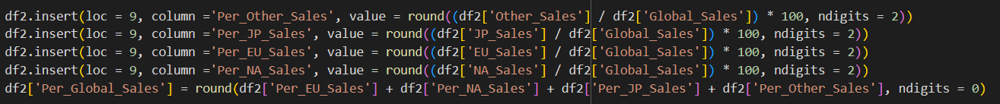 df2.insert(loc = 9, column ='Per_Other_Sales', value = round((df2['Other_Sales'] / df2['Global_Sales']) * 100, ndigits = 2))
df2.insert(loc = 9, column ='Per_JP_Sales', value = round((df2['JP_Sales'] / df2['Global_Sales']) * 100, ndigits = 2))
df2.insert(loc = 9, column ='Per_EU_Sales', value = round((df2['EU_Sales'] / df2['Global_Sales']) * 100, ndigits = 2))
df2.insert(loc = 9, column ='Per_NA_Sales', value = round((df2['NA_Sales'] / df2['Global_Sales']) * 100, ndigits = 2))
df2['Per_Global_Sales'] = round(df2['Per_EU_Sales'] + df2['Per_NA_Sales'] + df2['Per_JP_Sales'] + df2['Per_Other_Sales'], ndigits = 0)